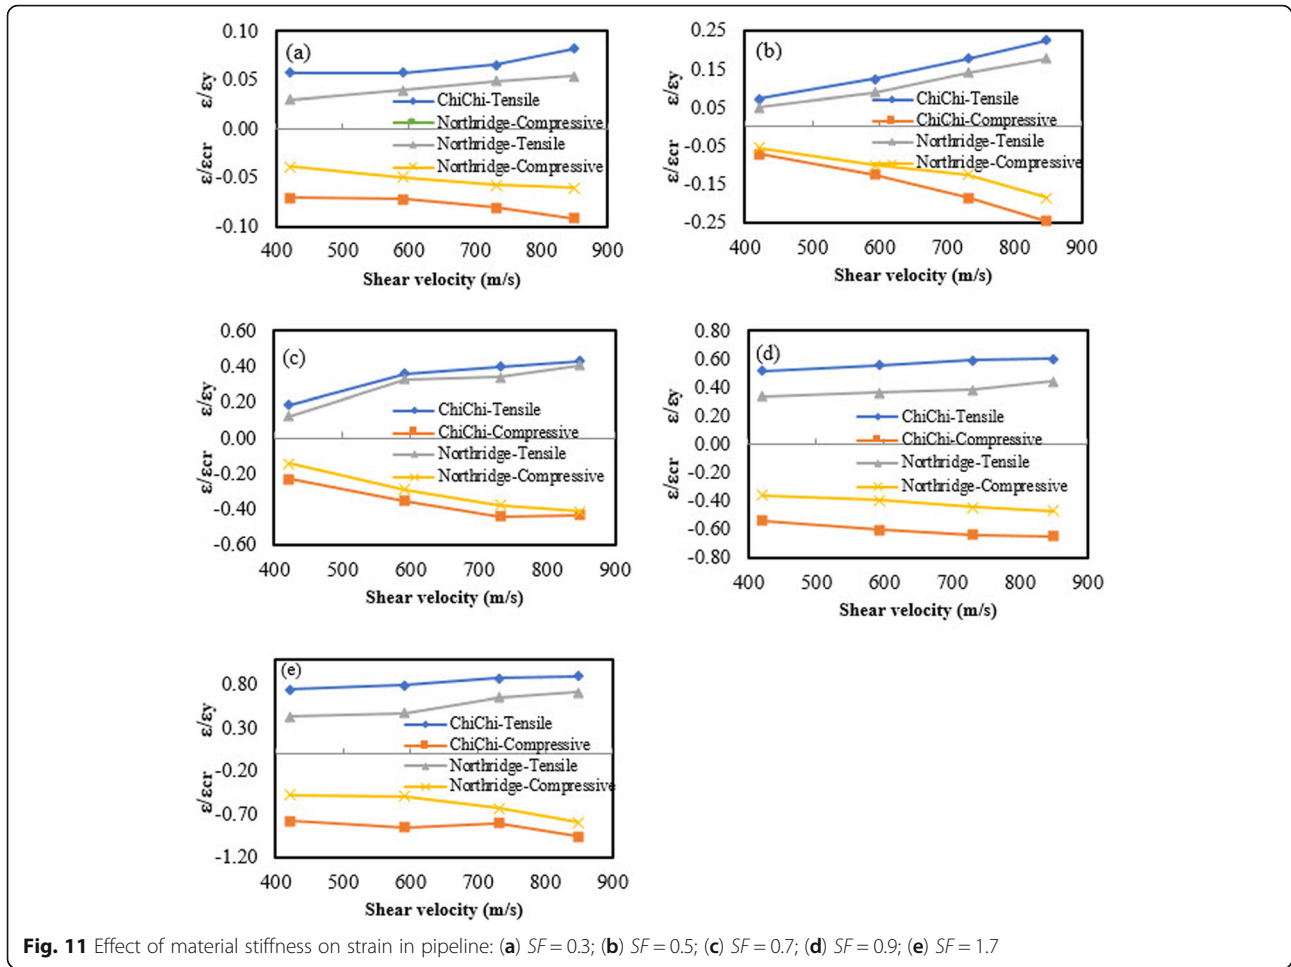 (a)
0.10
0.05
0.00
-0.05
-0.10
ε/εy
ε/εcr
ChiChi-Tensile
Northridge-Compressive
Northridge-Tensile
Northridge-Compressive
400 500 600 700 800 900
Shear velocity (m/s)
(b)
0.25
0.15
0.05
-0.05
-0.15
-0.25
ε/εy
ε/εcr
ChiChi-Tensile
ChiChi-Compressive
Northridge-Tensile
Northridge-Compressive
400 500 600 700 800 900
Shear velocity (m/s)
(c)
0.60
0.40
0.20
0.00
-0.20
-0.40
-0.60
ε/εy
ε/εcr
ChiChi-Tensile
ChiChi-Compressive
Northridge-Tensile
Northridge-Compressive
400 500 600 700 800 900
Shear velocity (m/s)
(d)
0.80
0.60
0.40
0.20
0.00
-0.20
-0.40
-0.60
-0.80
ε/εy
ε/εcr
ChiChi-Tensile
ChiChi-Compressive
Northridge-Tensile
Northridge-Compressive
400 500 600 700 800 900
Shear velocity (m/s)
(e)
0.80
0.30
-0.20
-0.70
-1.20
ε/εy
ε/εcr
ChiChi-Tensile
ChiChi-Compressive
Northridge-Tensile
Northridge-Compressive
400 500 600 700 800 900
Shear velocity (m/s)
Fig. 11 Effect of material stiffness on strain in pipeline: (a) SF = 0.3; (b) SF = 0.5; (c) SF = 0.7; (d) SF = 0.9; (e) SF = 1.7